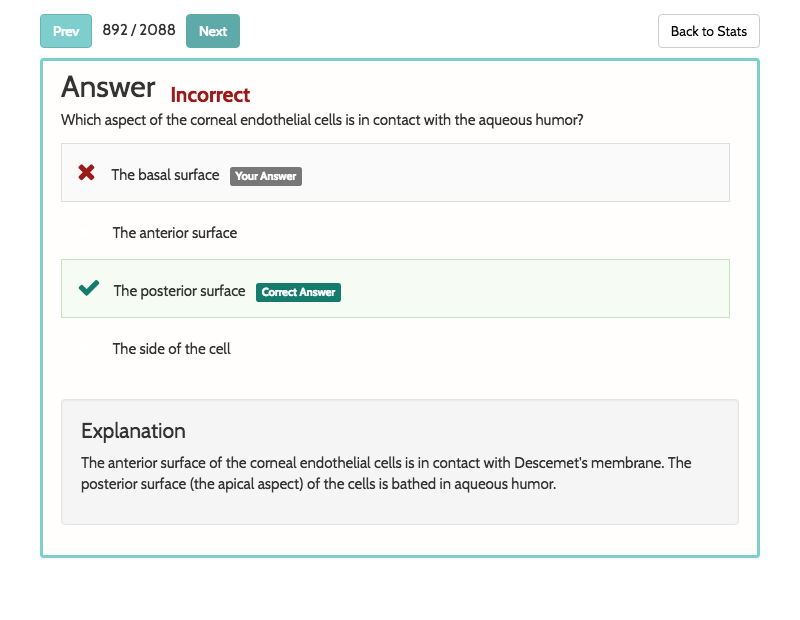 Prev 892 / 2088 Next Back to Stats
Answer Incorrect
Which aspect of the corneal endothelial cells is in contact with the aqueous humor?
The basal surface Your Answer
The anterior surface
The posterior surface Correct Answer
The side of the cell
Explanation
The anterior surface of the corneal endothelial cells is in contact with Descemet's membrane. The
posterior surface (the apical aspect) of the cells is bathed in aqueous humor.